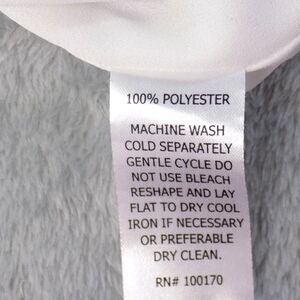 100% POLYESTER
MACHINE WASH
COLD SEPARATELY
GENTLE CYCLE DO
NOT USE BLEACH
RESHAPE AND LAY
FLAT TO DRY COOL
IRON IF NECESSARY
OR PREFERABLE
DRY CLEAN.
RN# 100170